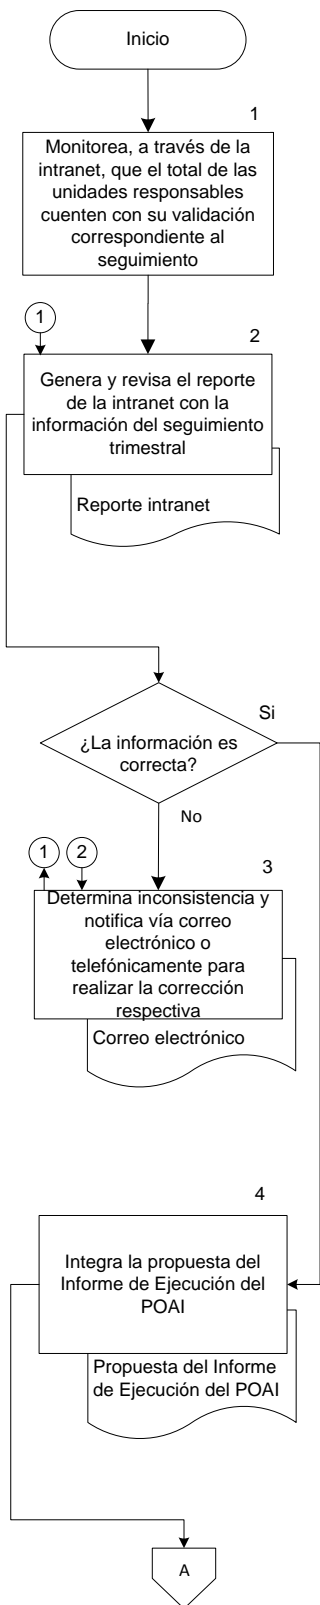 Inicio
1
Monitorea, a través de la
intranet, que el total de las
unidades responsables
cuenten con su validación
correspondiente al
seguimiento
1
2
Genera y revisa el reporte
de la intranet con la
información del seguimiento
trimestral
Reporte intranet
Si
¿La información es
correcta?
No
1
2
3
Determina inconsistencia y
notifica vía correo
electrónico o
telefónicamente para
realizar la corrección
respectiva
Correo electrónico
4
Integra la propuesta del
Informe de Ejecución del
POAI
Propuesta del Informe
de Ejecución del POAI
A